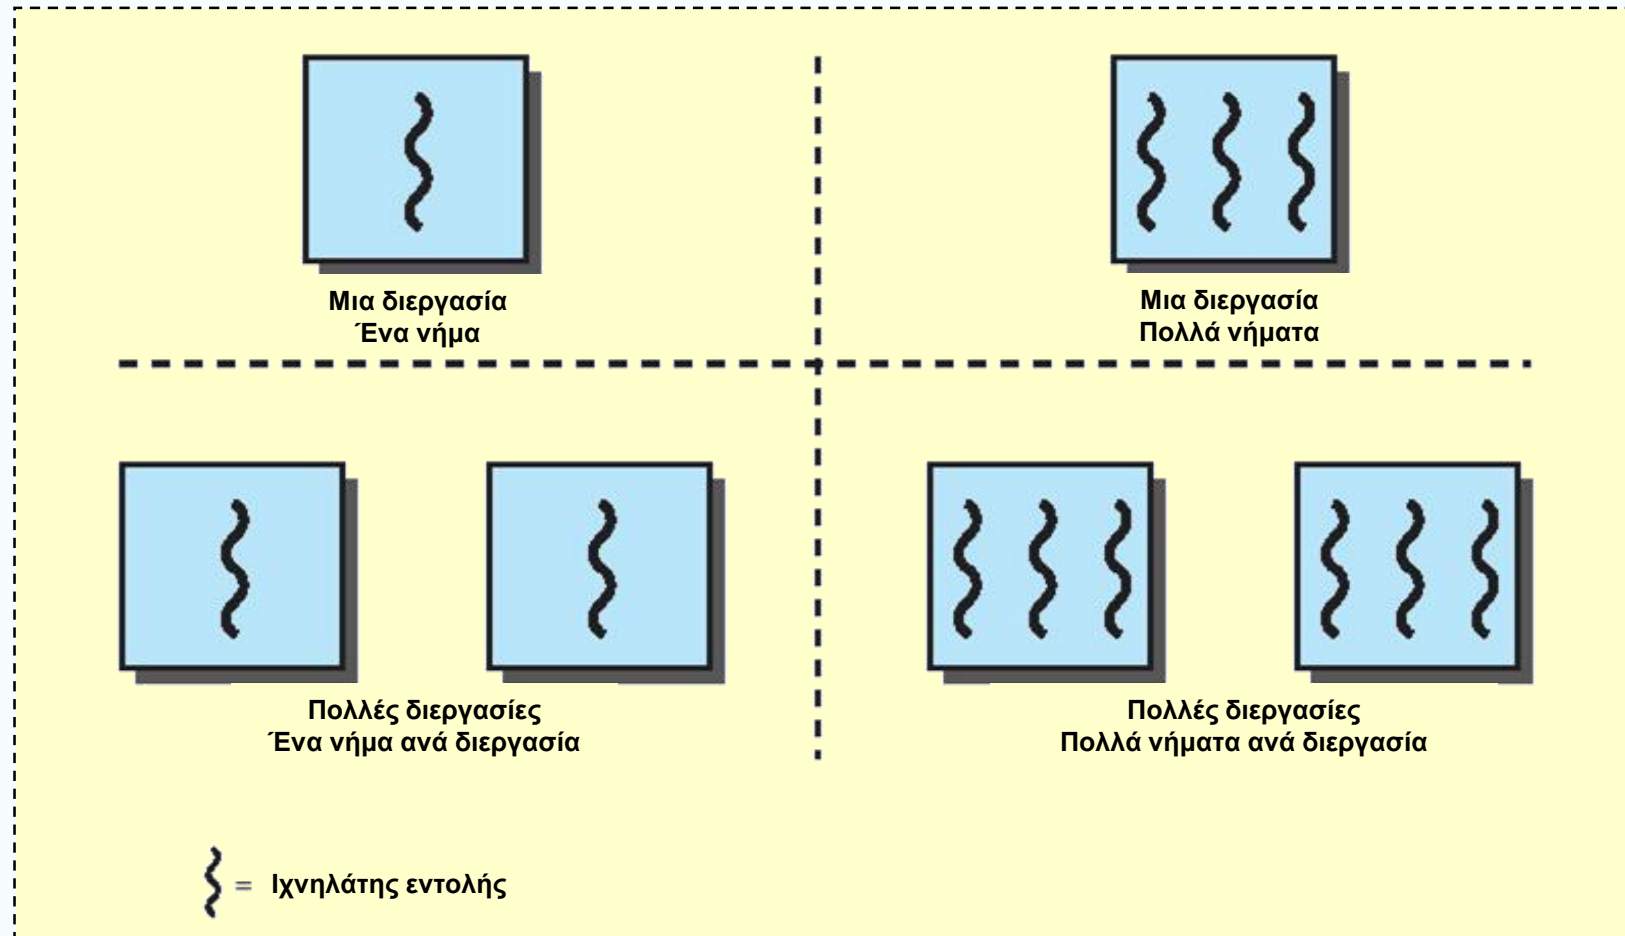 Μια διεργασία
Ένα νήμα
Μια διεργασία
Πολλά νήματα
Πολλές διεργασίες
Ένα νήμα ανά διεργασία
Πολλές διεργασίες
Πολλά νήματα ανά διεργασία
= Ιχνηλάτης εντολής